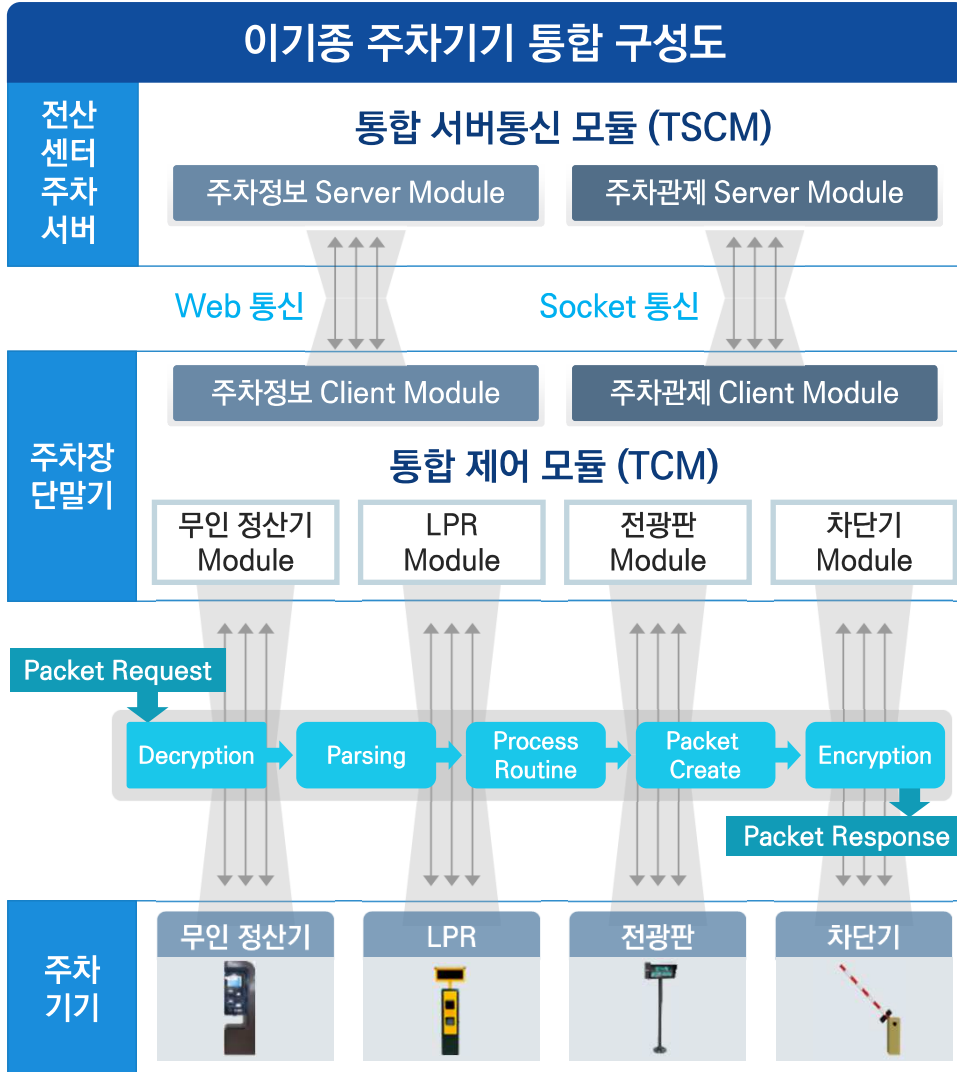 이기종 주차기기 통합 구성도
전산
센터
주차
서버
통합 서버통신 모듈 (TSCM)
주차정보 Server Module
주차관제 Server Module
Web 통신
Socket 통신
주차장
단말기
주차정보 Client Module
주차관제 Client Module
통합 제어 모듈 (TCM)
무인 정산기
Module
LPR
Module
전광판
Module
차단기
Module
Packet Request
Decryption
Parsing
Process
Routine
Packet
Create
Encryption
Packet Response
주차
기기
무인 정산기
LPR
전광판
차단기